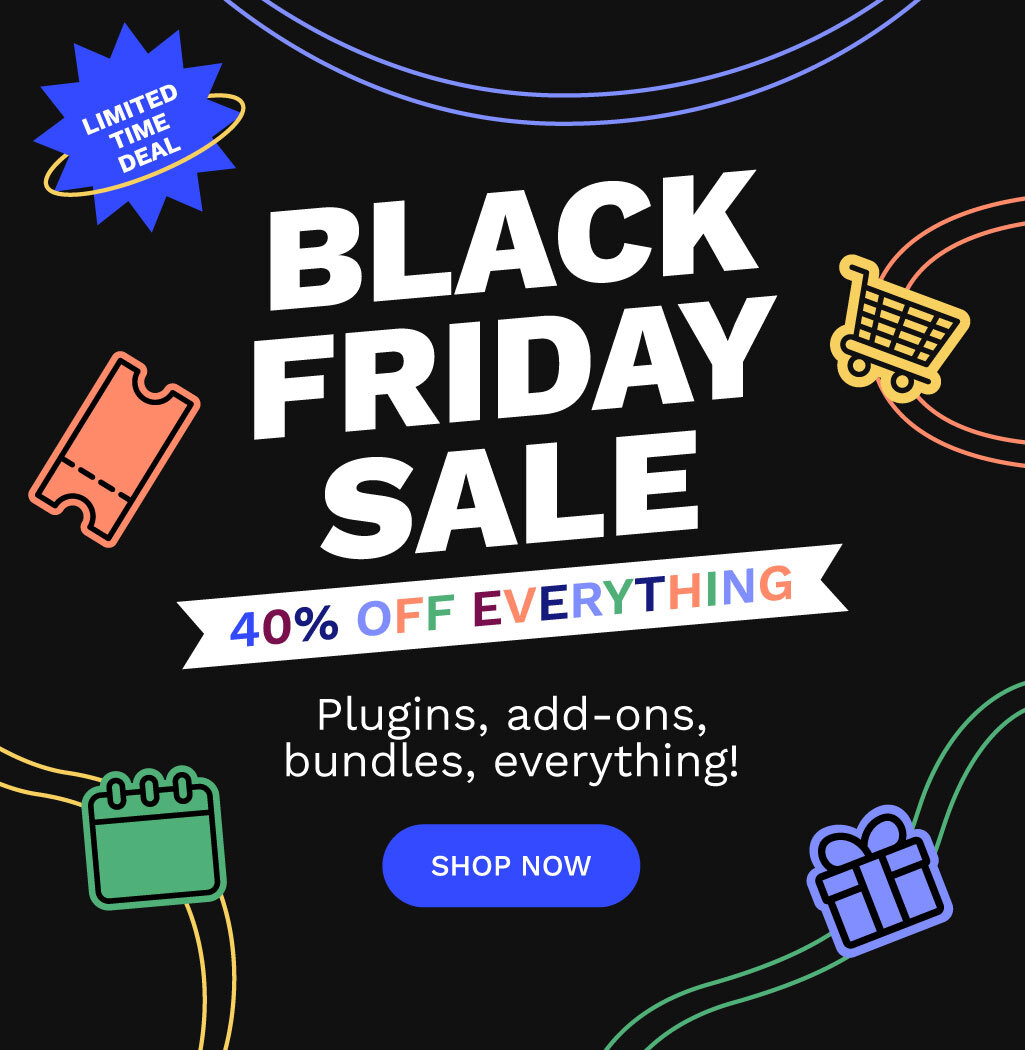 LIMITED
TIME
DEAL
BLACK
FRIDAY
SALE
40% OFF EVERYTHING
Plugins, add-ons,
bundles, everything!
SHOP NOW